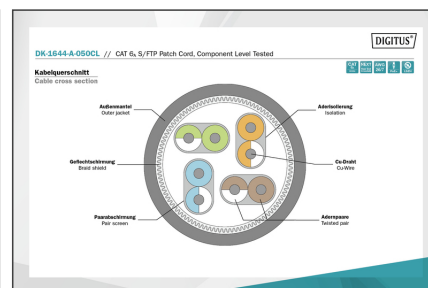 DIGITUS®
DK-1644-A-050CL // CAT 6A S/FTP Patch Cord, Component Level Tested
Kabelquerschnitt
Cable cross section
Außenmantel
Outer jacket
Aderisolierung
Isolation
Geflechtschirmung
Braid shield
Cu-Draht
Cu-Wire
Paarabschirmung
Pair screen
Adernpaare
Twisted pair